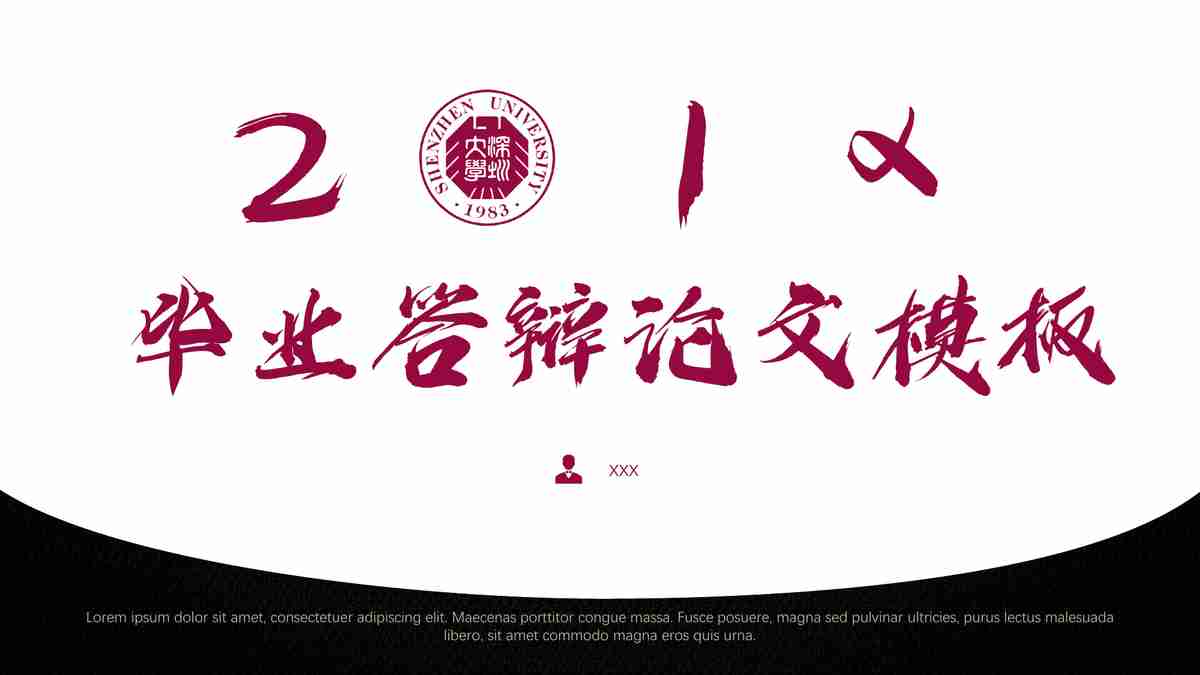 2 1 X
SHENZHEN UNIVERSITY
深圳
大學
·1983·
毕业答辩论文模板
XXX
Lorem ipsum dolor sit amet, consectetuer adipiscing elit. Maecenas porttitor congue massa. Fusce posuere, magna sed pulvinar ultricies, purus lectus malesuada
libero, sit amet commodo magna eros quis urna.